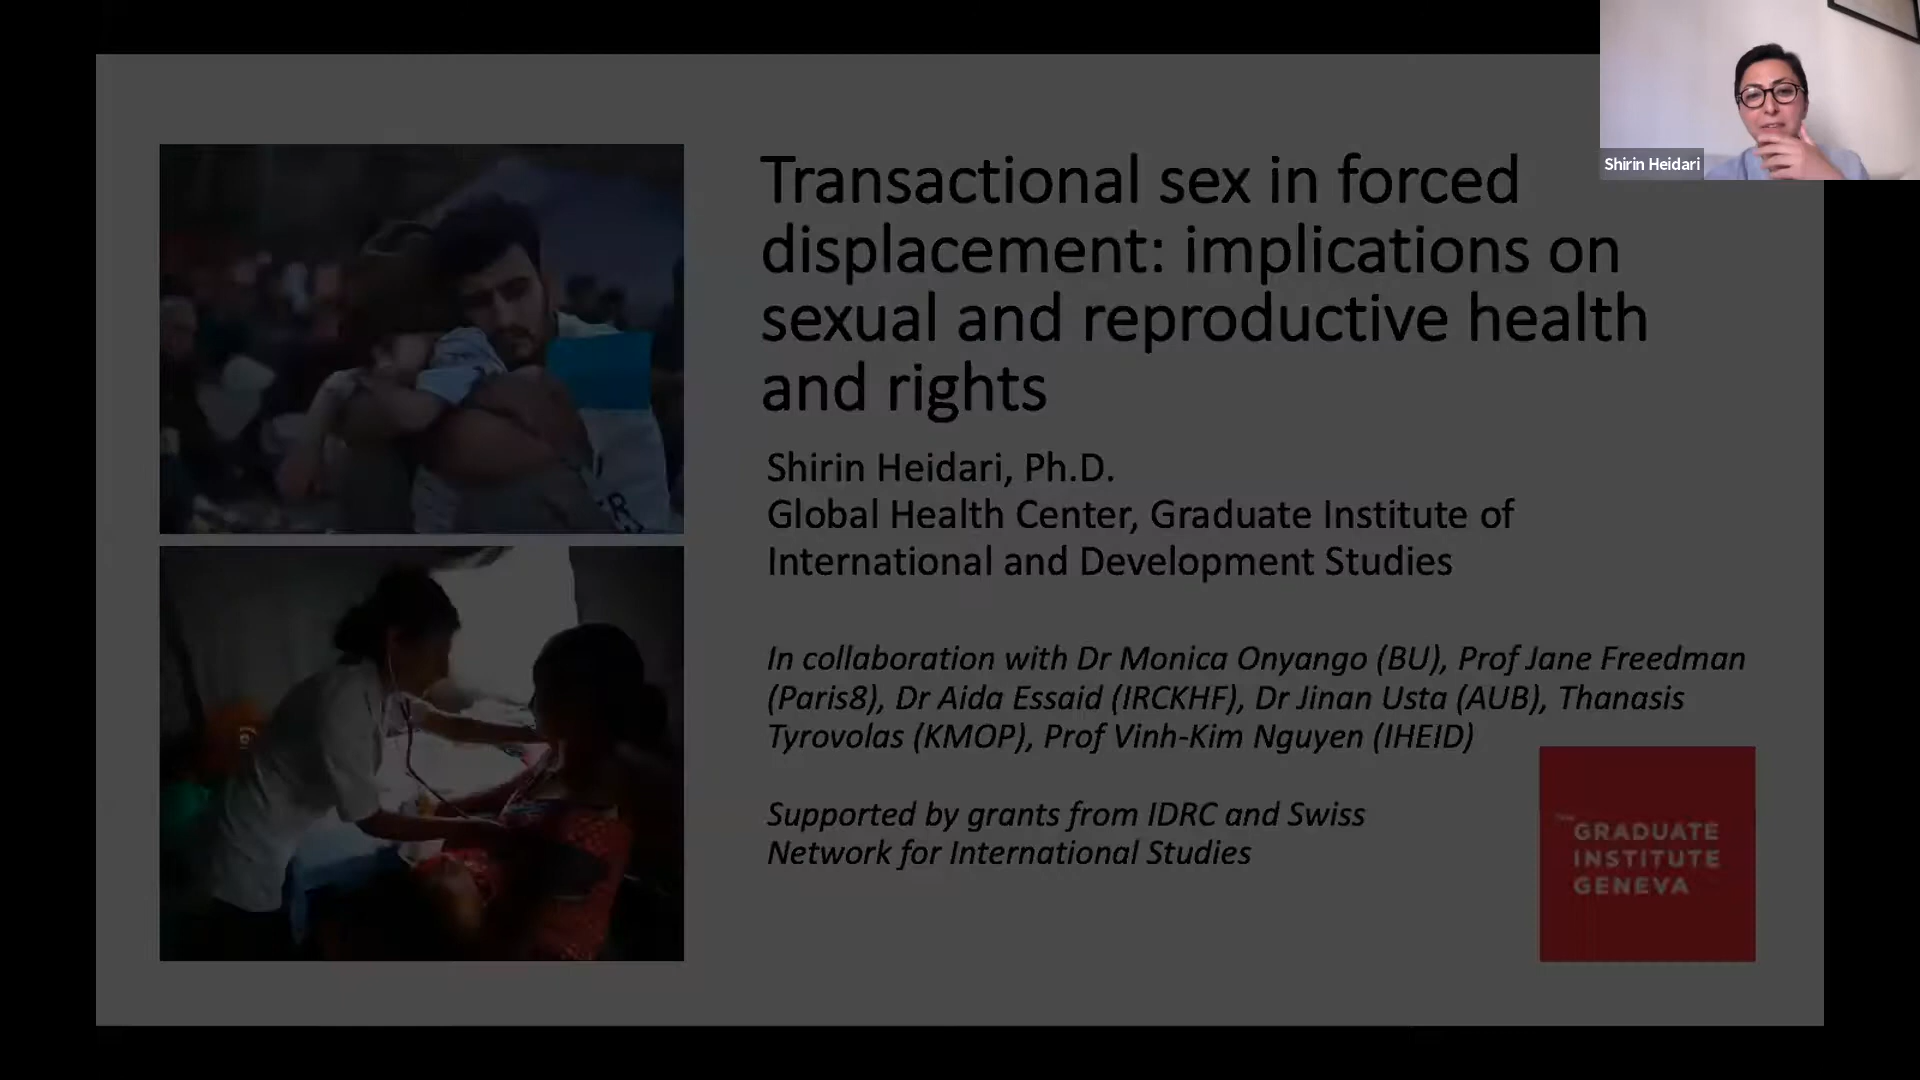 Shirin Heidari
Transactional sex in forced
displacement: implications on
sexual and reproductive health
and rights
Shirin Heidari, Ph.D.
Global Health Center, Graduate Institute of
International and Development Studies
In collaboration with Dr Monica Onyango (BU), Prof Jane Freedman
(Paris8), Dr Aida Essaid (IRCKHF), Dr Jinan Usta (AUB), Thanasis
Tyrovolas (KMOP), Prof Vinh-Kim Nguyen (IHEID)
Supported by grants from IDRC and Swiss
Network for International Studies
THE
GRADUATE
INSTITUTE
GENEVA